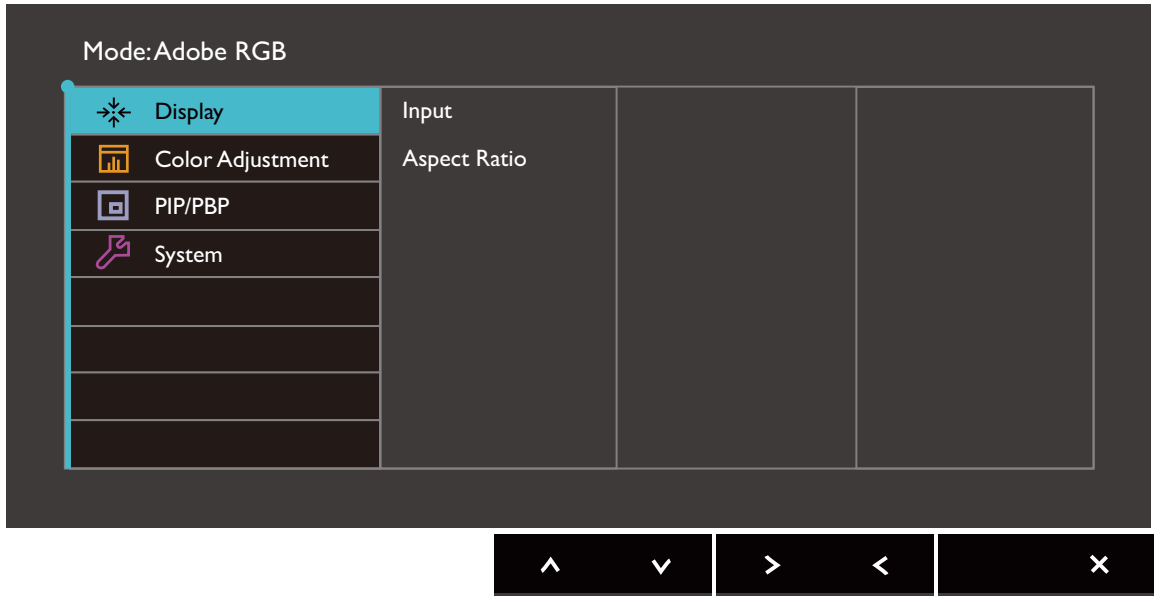 Mode: Adobe RGB
Display
Input
Color Adjustment
Aspect Ratio
PIP/PBP
System